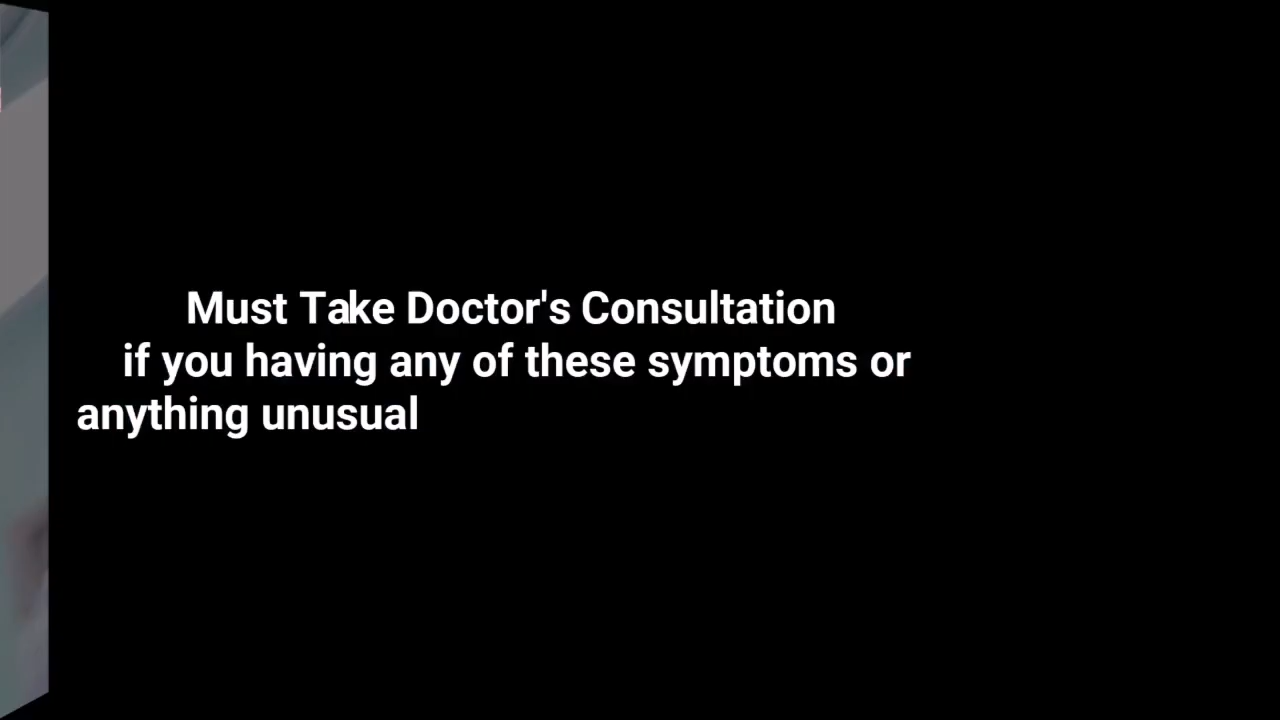 Must Take Doctor's Consultation
if you having any of these symptoms or
anything unusual